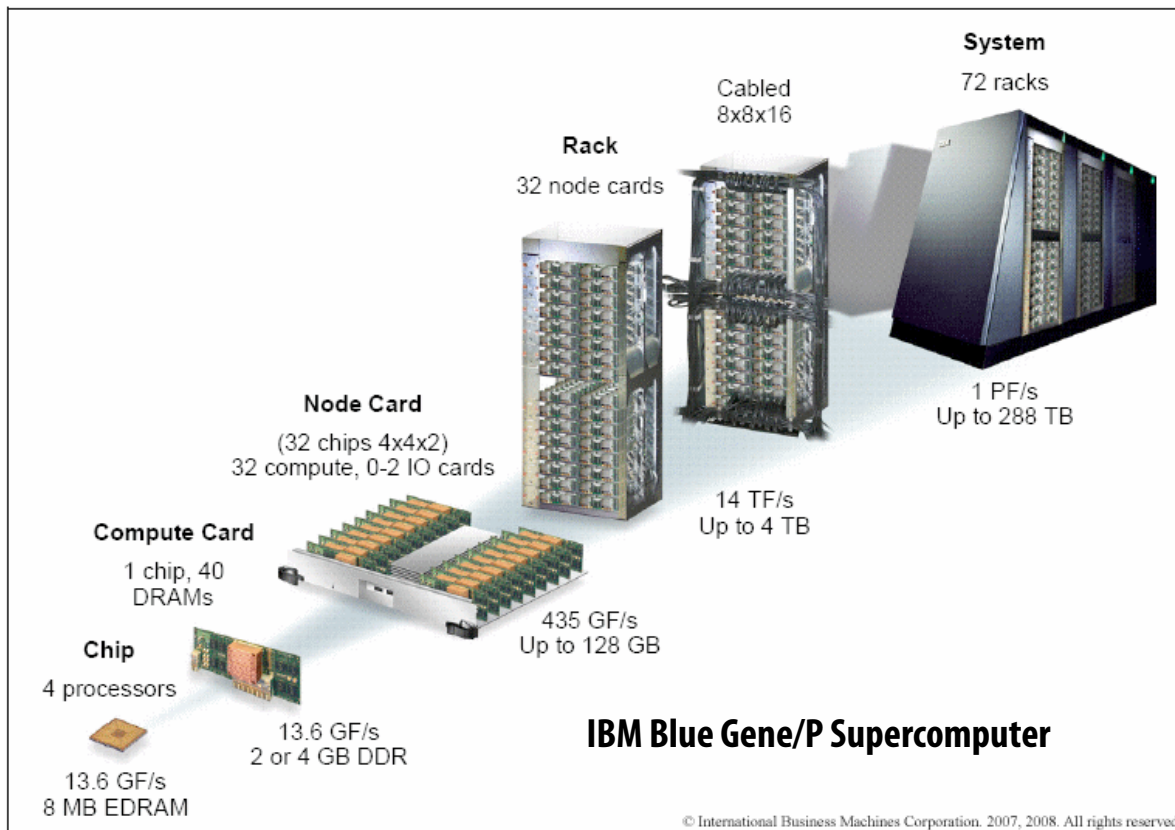 System
72 racks
Cabled
8x8x16
Rack
32 node cards
1 PF/s
Up to 288 TB
Node Card
(32 chips 4x4x2)
32 compute, 0-2 IO cards
14 TF/s
Up to 4 TB
Compute Card
1 chip, 40
DRAMs
435 GF/s
Up to 128 GB
Chip
4 processors
13.6 GF/s
2 or 4 GB DDR
13.6 GF/s
8 MB EDRAM
IBM Blue Gene/P Supercomputer
© International Business Machines Corporation. 2007, 2008. All rights reserved